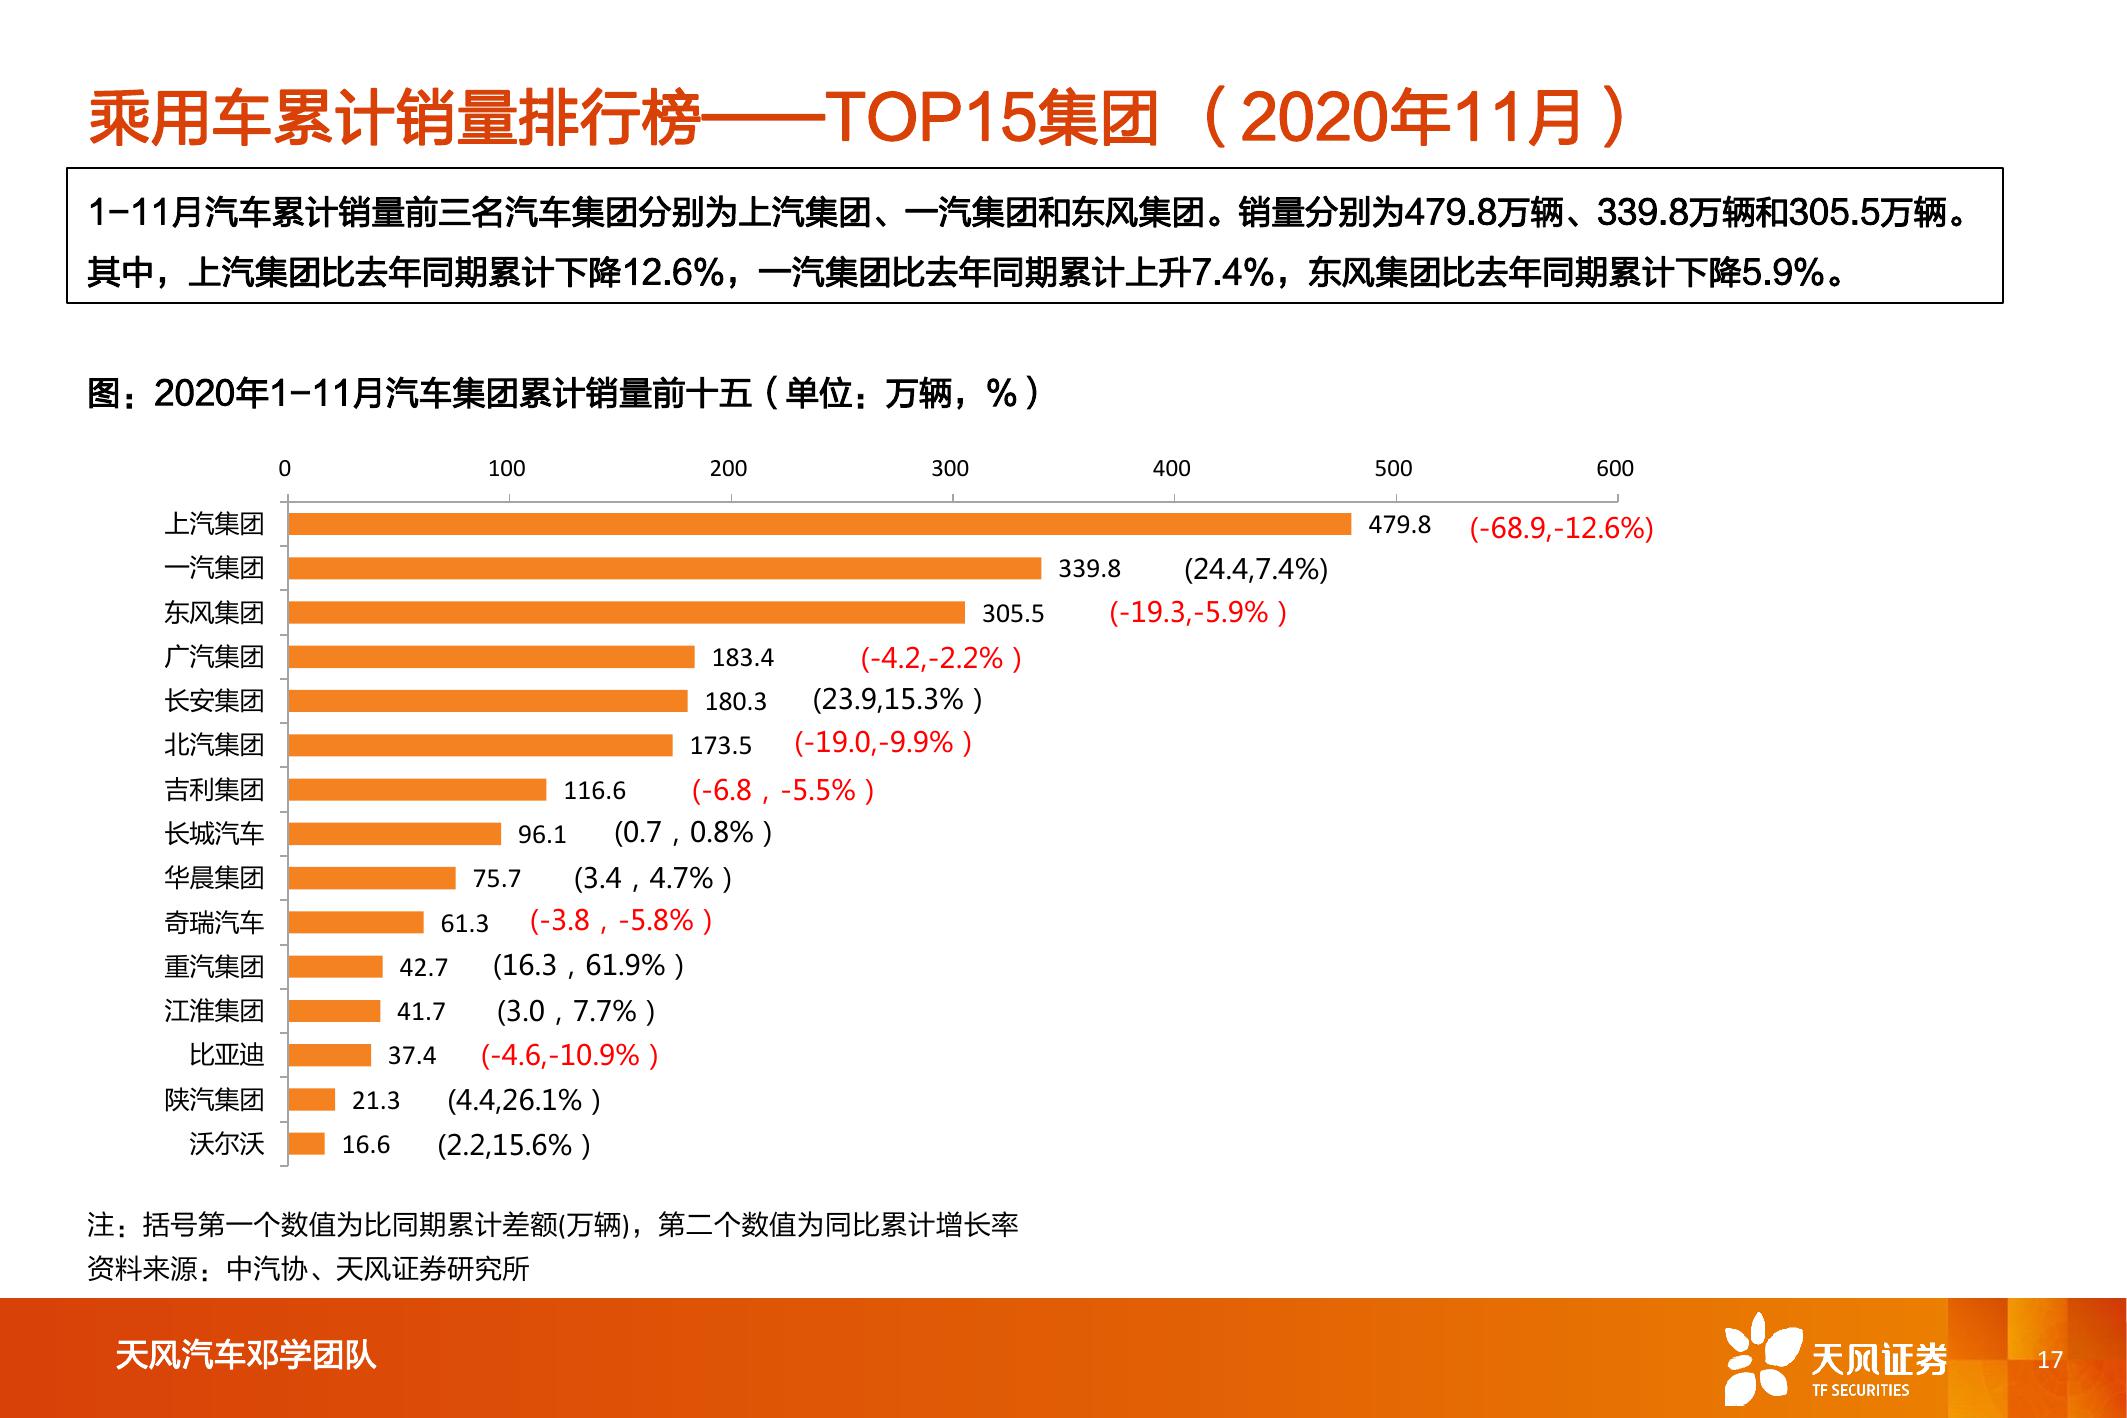 乘用车累计销量排行榜——TOP15集团（2020年11月）
1-11月汽车累计销量前三名汽车集团分别为上汽集团、一汽集团和东风集团。销量分别为479.8万辆、339.8万辆和305.5万辆。
其中，上汽集团比去年同期累计下降12.6%，一汽集团比去年同期累计上升7.4%，东风集团比去年同期累计下降5.9%。
图：2020年1-11月汽车集团累计销量前十五（单位：万辆，%）
0 100 200 300 400 500 600
上汽集团 479.8 (-68.9,-12.6%)
一汽集团 339.8 (24.4,7.4%)
东风集团 305.5 (-19.3,-5.9%）
广汽集团 183.4 (-4.2,-2.2%）
长安集团 180.3 (23.9,15.3%）
北汽集团 173.5 (-19.0,-9.9%）
吉利集团 116.6 (-6.8，-5.5%）
长城汽车 96.1 (0.7，0.8%）
华晨集团 75.7 (3.4，4.7%）
奇瑞汽车 61.3 (-3.8，-5.8%）
重汽集团 42.7 (16.3，61.9%）
江淮集团 41.7 (3.0，7.7%）
比亚迪 37.4 (-4.6,-10.9%）
陕汽集团 21.3 (4.4,26.1%）
沃尔沃 16.6 (2.2,15.6%）
注：括号第一个数值为比同期累计差额(万辆)，第二个数值为同比累计增长率
资料来源：中汽协、天风证券研究所
天风汽车邓学团队
天风证券
TF SECURITIES
17